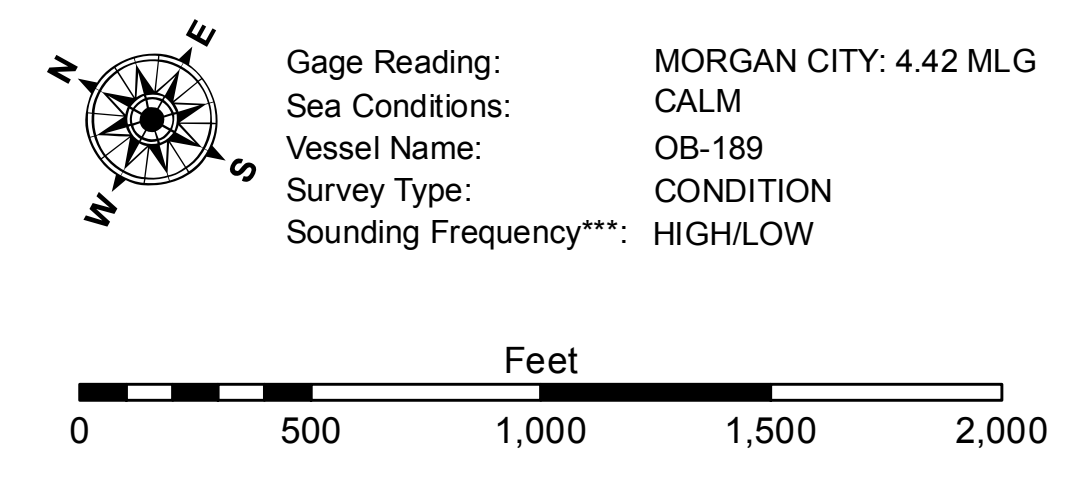 N
E
S
W
Gage Reading: MORGAN CITY: 4.42 MLG
Sea Conditions: CALM
Vessel Name: OB-189
Survey Type: CONDITION
Sounding Frequency***: HIGH/LOW
Feet
0 500 1,000 1,500 2,000